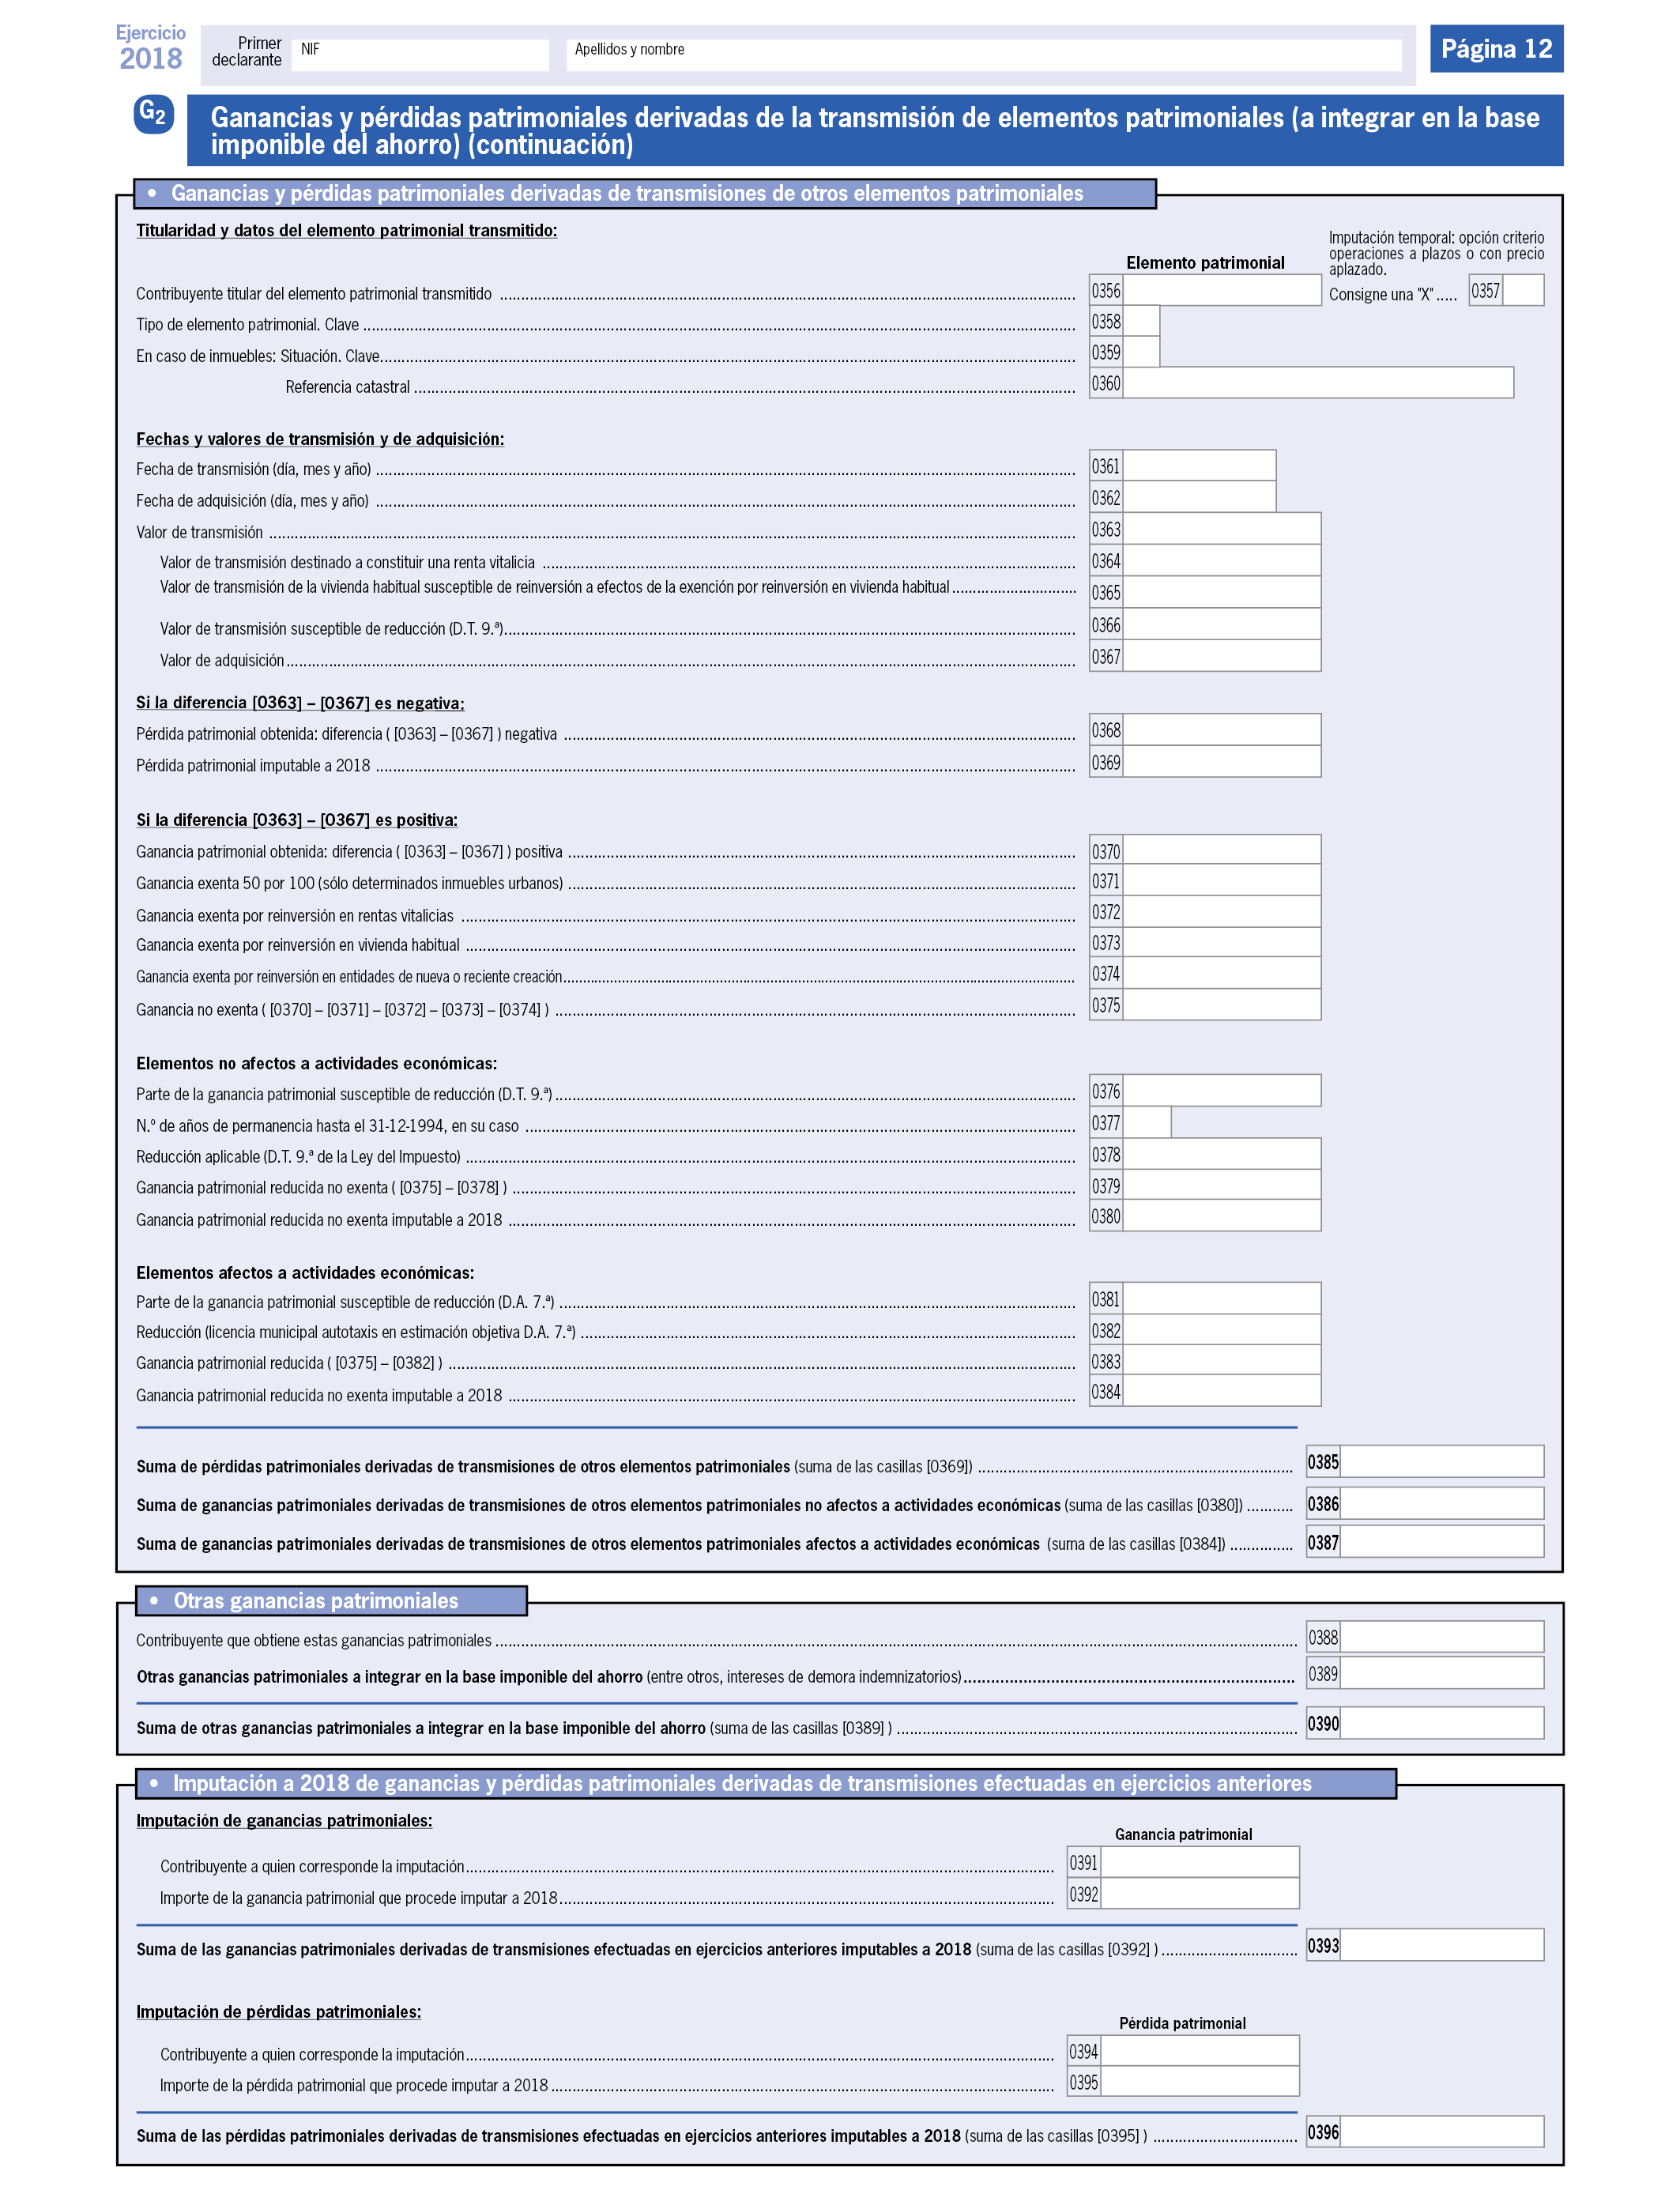 Ejercicio
2018
Primer
declarante
NIF
Apellidos y nombre
Página 12
G2
Ganancias y pérdidas patrimoniales derivadas de la transmisión de elementos patrimoniales (a integrar en la base
imponible del ahorro) (continuación)
• Ganancias y pérdidas patrimoniales derivadas de transmisiones de otros elementos patrimoniales
Titularidad y datos del elemento patrimonial transmitido:
Elemento patrimonial
Imputación temporal: opción criterio
operaciones a plazos o con precio
aplazado.
Contribuyente titular del elemento patrimonial transmitido 0356
Consigne una "X" ..... 0357
Tipo de elemento patrimonial. Clave 0358
En caso de inmuebles: Situación. Clave 0359
Referencia catastral 0360
Fechas y valores de transmisión y de adquisición:
Fecha de transmisión (día, mes y año) 0361
Fecha de adquisición (día, mes y año) 0362
Valor de transmisión 0363
Valor de transmisión destinado a constituir una renta vitalicia 0364
Valor de transmisión de la vivienda habitual susceptible de reinversión a efectos de la exención por reinversión en vivienda habitual 0365
Valor de transmisión susceptible de reducción (D.T. 9.ª) 0366
Valor de adquisición 0367
Si la diferencia [0363] – [0367] es negativa:
Pérdida patrimonial obtenida: diferencia ( [0363] – [0367] ) negativa 0368
Pérdida patrimonial imputable a 2018 0369
Si la diferencia [0363] – [0367] es positiva:
Ganancia patrimonial obtenida: diferencia ( [0363] – [0367] ) positiva 0370
Ganancia exenta 50 por 100 (sólo determinados inmuebles urbanos) 0371
Ganancia exenta por reinversión en rentas vitalicias 0372
Ganancia exenta por reinversión en vivienda habitual 0373
Ganancia exenta por reinversión en entidades de nueva o reciente creación 0374
Ganancia no exenta ( [0370] – [0371] – [0372] – [0373] – [0374] ) 0375
Elementos no afectos a actividades económicas:
Parte de la ganancia patrimonial susceptible de reducción (D.T. 9.ª) 0376
N.º de años de permanencia hasta el 31-12-1994, en su caso 0377
Reducción aplicable (D.T. 9.ª de la Ley del Impuesto) 0378
Ganancia patrimonial reducida no exenta ( [0375] – [0378] ) 0379
Ganancia patrimonial reducida no exenta imputable a 2018 0380
Elementos afectos a actividades económicas:
Parte de la ganancia patrimonial susceptible de reducción (D.A. 7.ª) 0381
Reducción (licencia municipal autotaxis en estimación objetiva D.A. 7.ª) 0382
Ganancia patrimonial reducida ( [0375] – [0382] ) 0383
Ganancia patrimonial reducida no exenta imputable a 2018 0384
Suma de pérdidas patrimoniales derivadas de transmisiones de otros elementos patrimoniales (suma de las casillas [0369]) 0385
Suma de ganancias patrimoniales derivadas de transmisiones de otros elementos patrimoniales no afectos a actividades económicas (suma de las casillas [0380]) 0386
Suma de ganancias patrimoniales derivadas de transmisiones de otros elementos patrimoniales afectos a actividades económicas (suma de las casillas [0384]) 0387
• Otras ganancias patrimoniales
Contribuyente que obtiene estas ganancias patrimoniales 0388
Otras ganancias patrimoniales a integrar en la base imponible del ahorro (entre otros, intereses de demora indemnizatorios) 0389
Suma de otras ganancias patrimoniales a integrar en la base imponible del ahorro (suma de las casillas [0389] ) 0390
• Imputación a 2018 de ganancias y pérdidas patrimoniales derivadas de transmisiones efectuadas en ejercicios anteriores
Imputación de ganancias patrimoniales:
Ganancia patrimonial
Contribuyente a quien corresponde la imputación 0391
Importe de la ganancia patrimonial que procede imputar a 2018 0392
Suma de las ganancias patrimoniales derivadas de transmisiones efectuadas en ejercicios anteriores imputables a 2018 (suma de las casillas [0392] ) 0393
Imputación de pérdidas patrimoniales:
Pérdida patrimonial
Contribuyente a quien corresponde la imputación 0394
Importe de la pérdida patrimonial que procede imputar a 2018 0395
Suma de las pérdidas patrimoniales derivadas de transmisiones efectuadas en ejercicios anteriores imputables a 2018 (suma de las casillas [0395] ) 0396